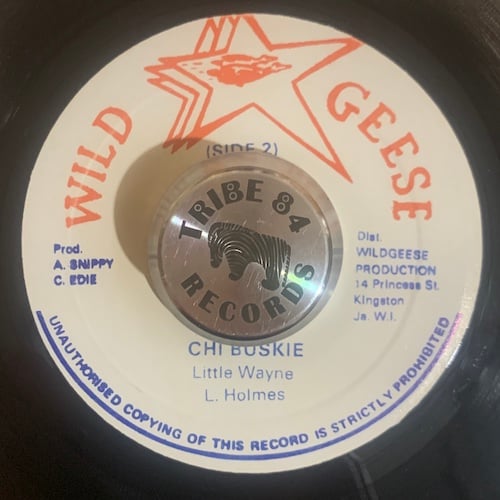 WILD GEESE
(SIDE 2)
TRIBE 84
RECORDS
Prod.
A. SNIPPY
C. EDIE
Dist.
WILDGEESE
PRODUCTION
14 Princess St.
Kingston
Ja. W.I.
CHI BUSKIE
Little Wayne
L. Holmes
UNAUTHORISED COPYING OF THIS RECORD IS STRICTLY PROHIBITED